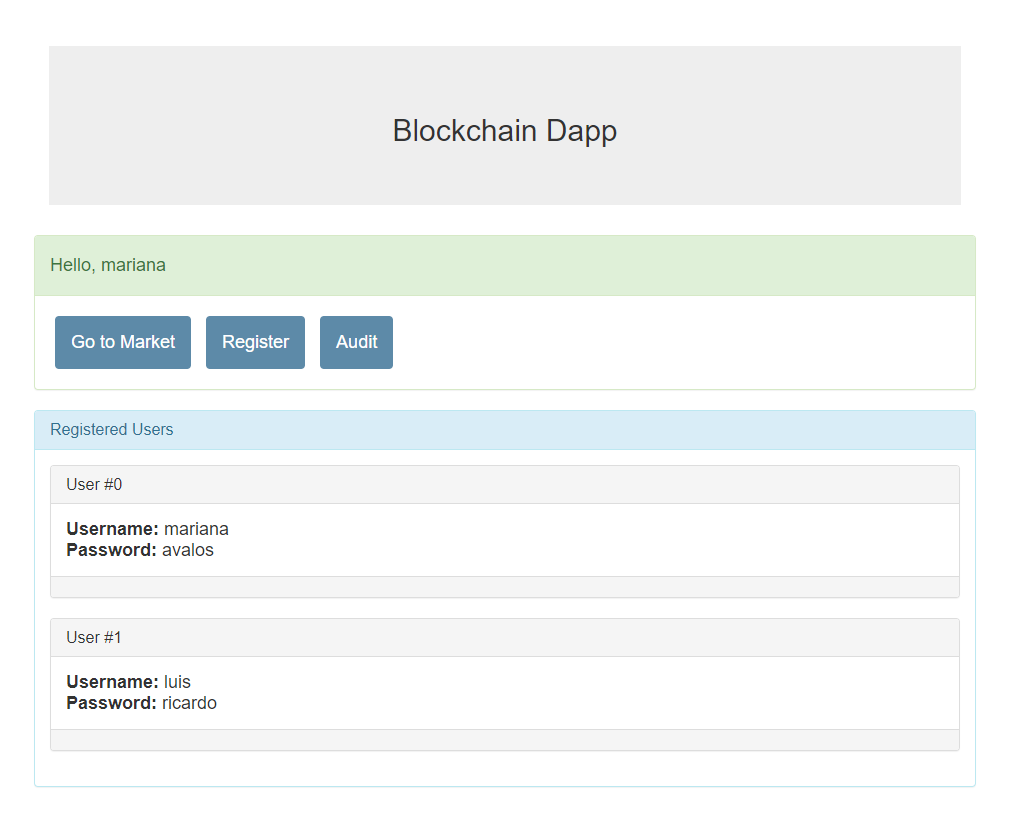 Blockchain Dapp
Hello, mariana
Go to Market Register Audit
Registered Users
User #0
Username: mariana
Password: avalos
User #1
Username: luis
Password: ricardo